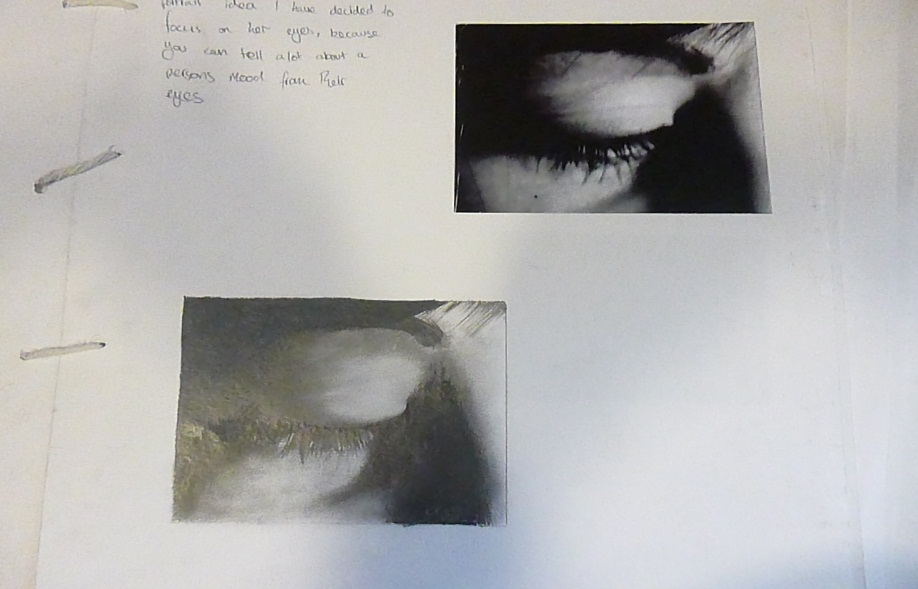 portrait idea I have decided to
focus on her eyes, because
you can tell alot about a
persons mood from their
eyes